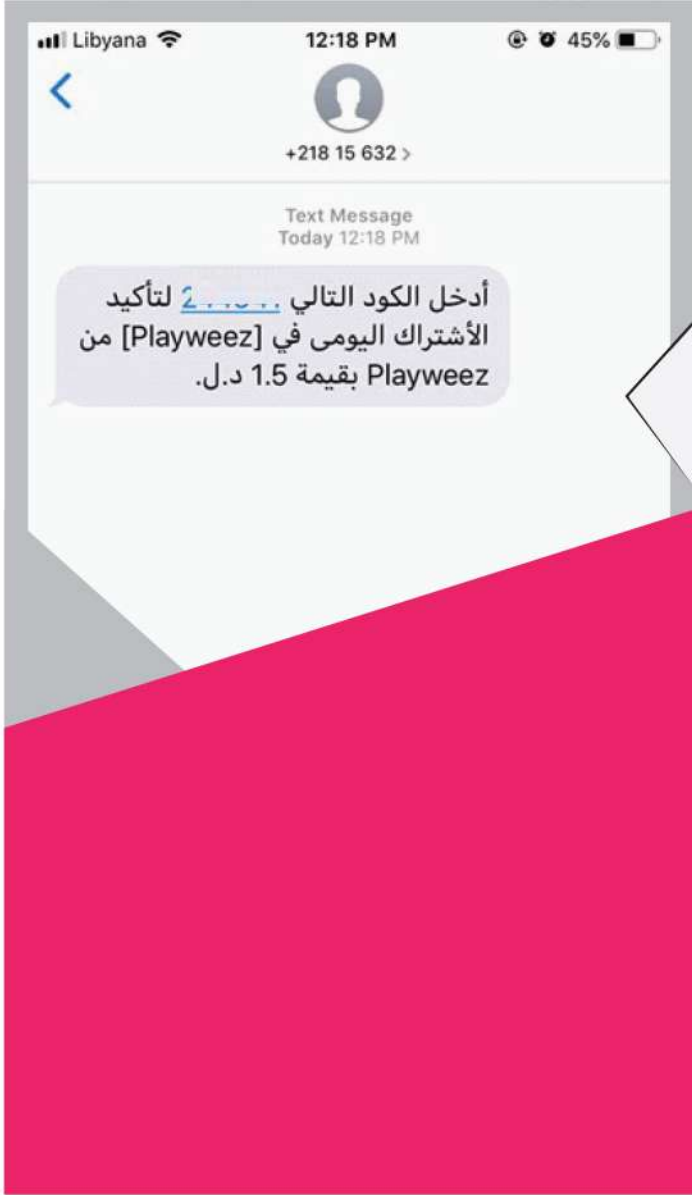 Libyana
12:18 PM
45%
+218 15 632 >
Text Message
Today 12:18 PM
أدخل الكود التالي لتأكيد
الأشتراك اليومى في [Playweez] من
Playweez بقيمة 1.5 د.ل.